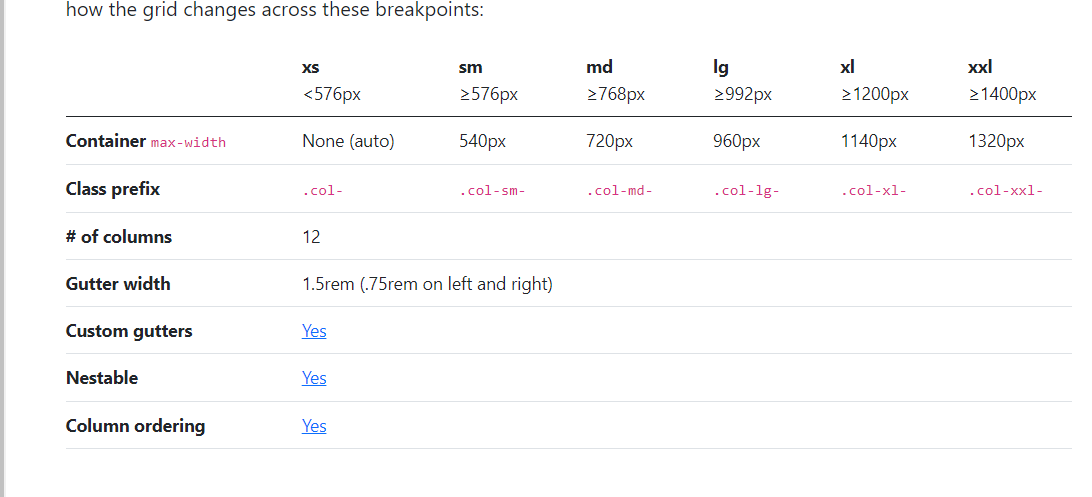 how the grid changes across these breakpoints:
xs sm md lg xl xxl
<576px ≥576px ≥768px ≥992px ≥1200px ≥1400px
Container max-width None (auto) 540px 720px 960px 1140px 1320px
Class prefix .col- .col-sm- .col-md- .col-lg- .col-xl- .col-xxl-
# of columns 12
Gutter width 1.5rem (.75rem on left and right)
Custom gutters Yes
Nestable Yes
Column ordering Yes